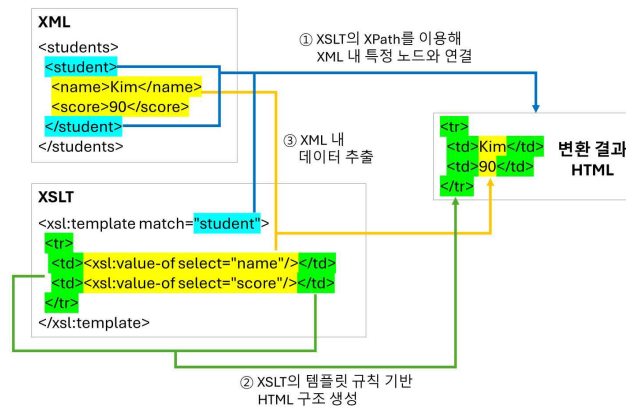 XML
<students>
<student>
<name>Kim</name>
<score>90</score>
</student>
</students>
① XSLT의 XPath를 이용해
XML 내 특정 노드와 연결
③ XML 내
데이터 추출
<tr>
<td>Kim</td>
<td>90</td>
</tr>
변환 결과
HTML
XSLT
<xsl:template match="student">
<tr>
<td><xsl:value-of select="name"/></td>
<td><xsl:value-of select="score"/></td>
</tr>
</xsl:template>
② XSLT의 템플릿 규칙 기반
HTML 구조 생성